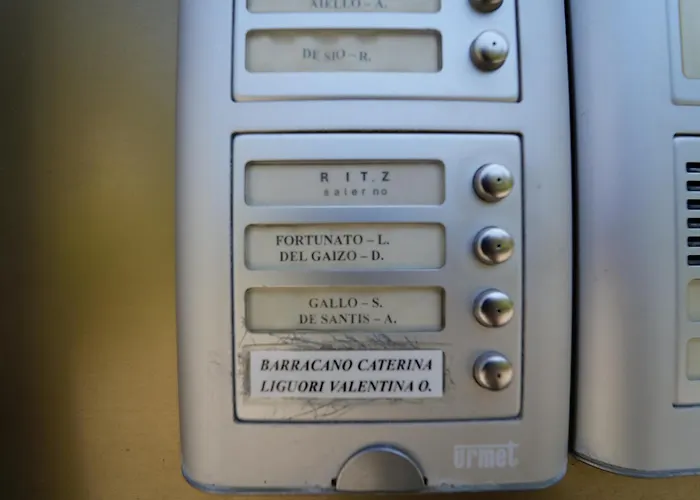 AIELLO – A.
DE SIO – R.
R I T. Z
salerno
FORTUNATO – L.
DEL GAIZO – D.
GALLO – S.
DE SANTIS – A.
BARRACANO CATERINA
LIGUORI VALENTINA O.
urmet